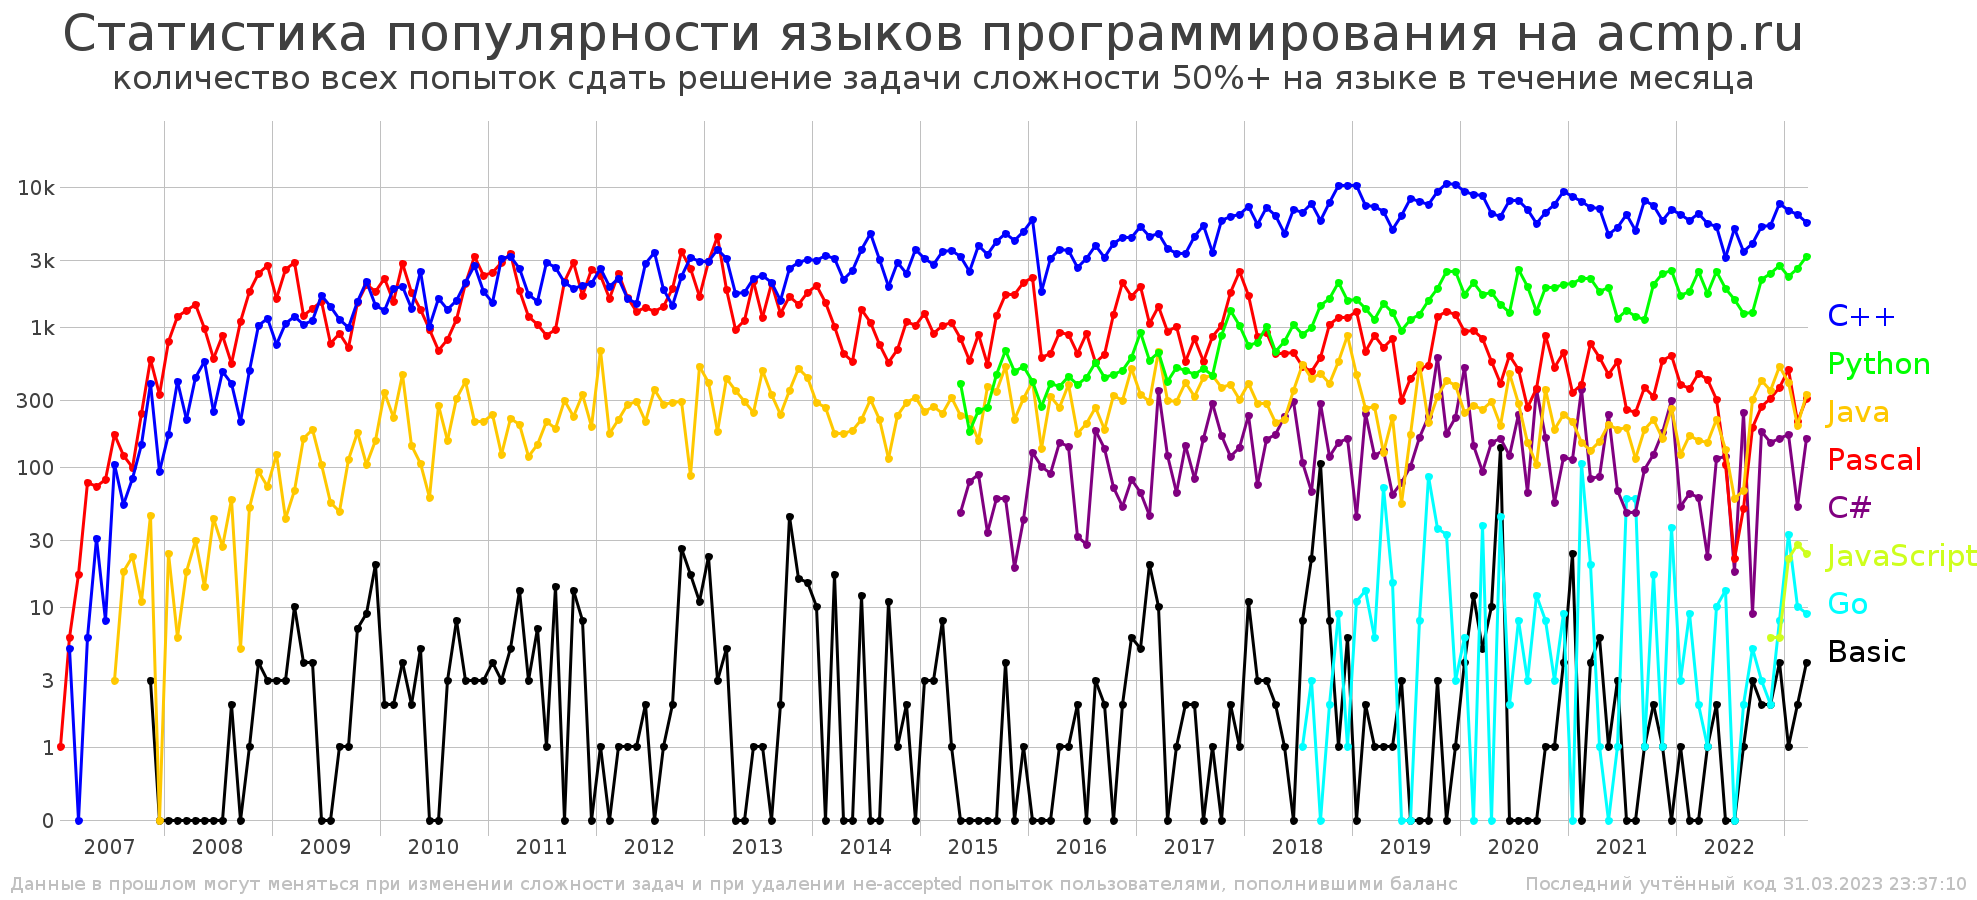 Статистика популярности языков программирования на acmp.ru
количество всех попыток сдать решение задачи сложности 50%+ на языке в течение месяца
10k
3k
1k
300
100
30
10
3
1
0
C++
Python
Java
Pascal
C#
JavaScript
Go
Basic
2007 2008 2009 2010 2011 2012 2013 2014 2015 2016 2017 2018 2019 2020 2021 2022
Данные в прошлом могут меняться при изменении сложности задач и при удалении не-accepted попыток пользователями, пополнившими баланс
Последний учтённый код 31.03.2023 23:37:10